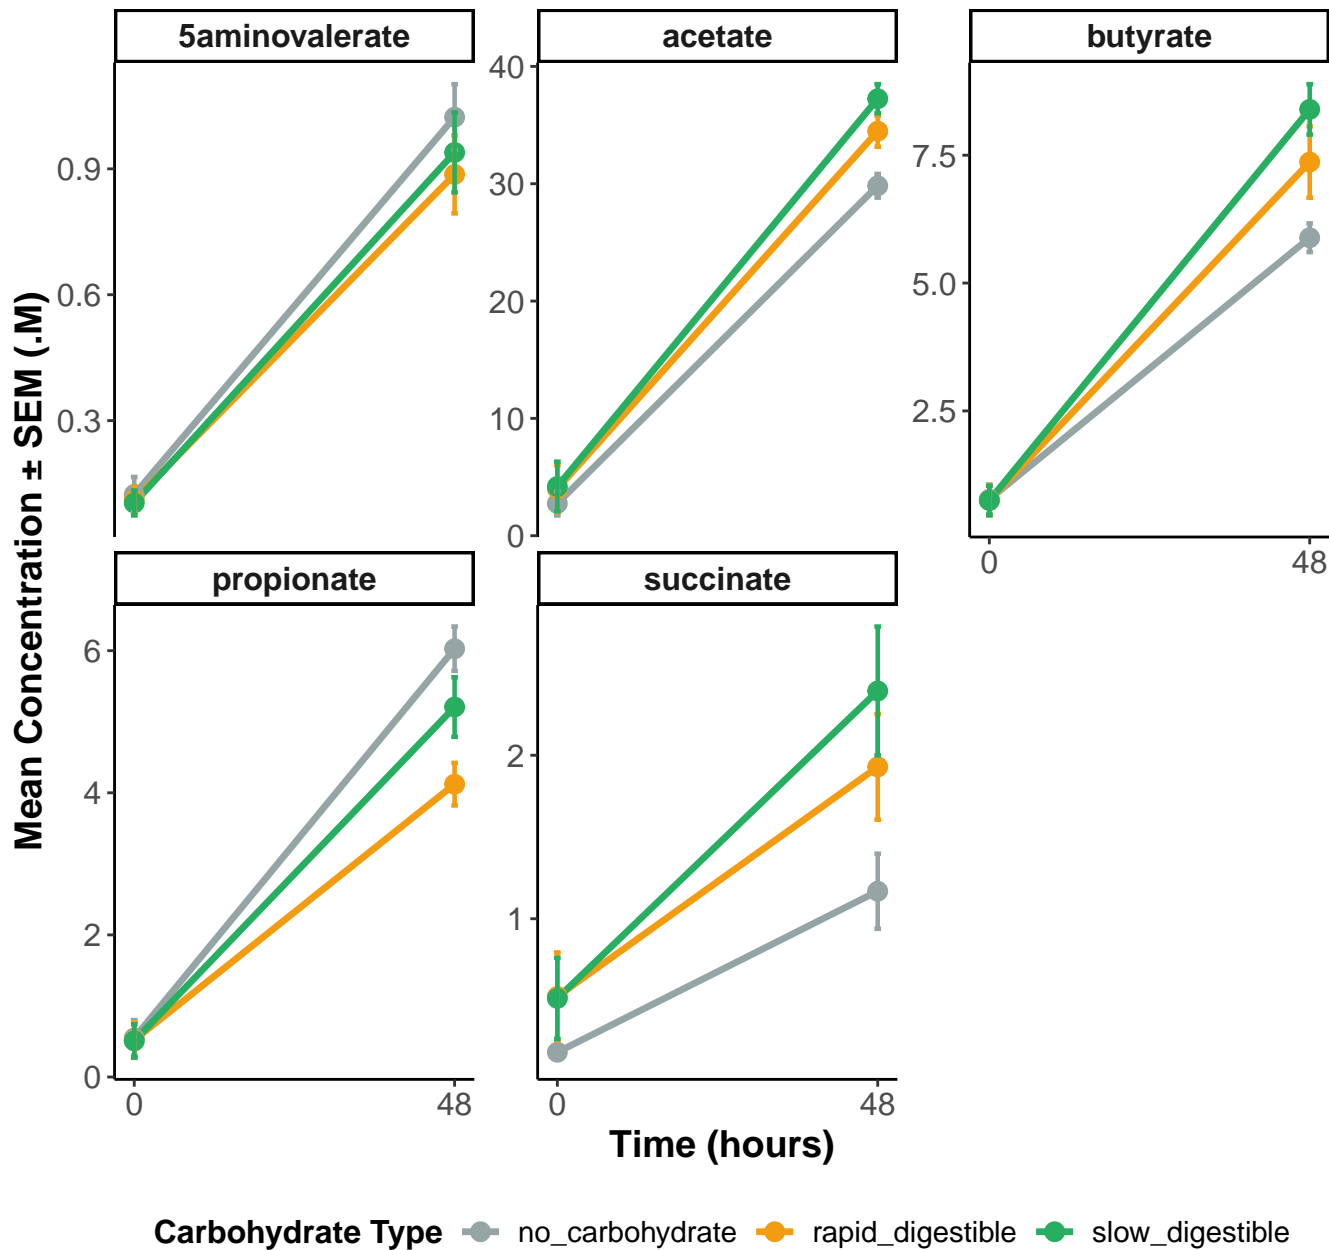 5aminovalerate
acetate
butyrate
0.9
0.6
0.3
40
30
20
10
0
7.5
5.0
2.5
0
48
propionate
succinate
6
4
2
0
2
1
0
48
0
48
Mean Concentration ± SEM (.M)
Time (hours)
Carbohydrate Type no_carbohydrate rapid_digestible slow_digestible